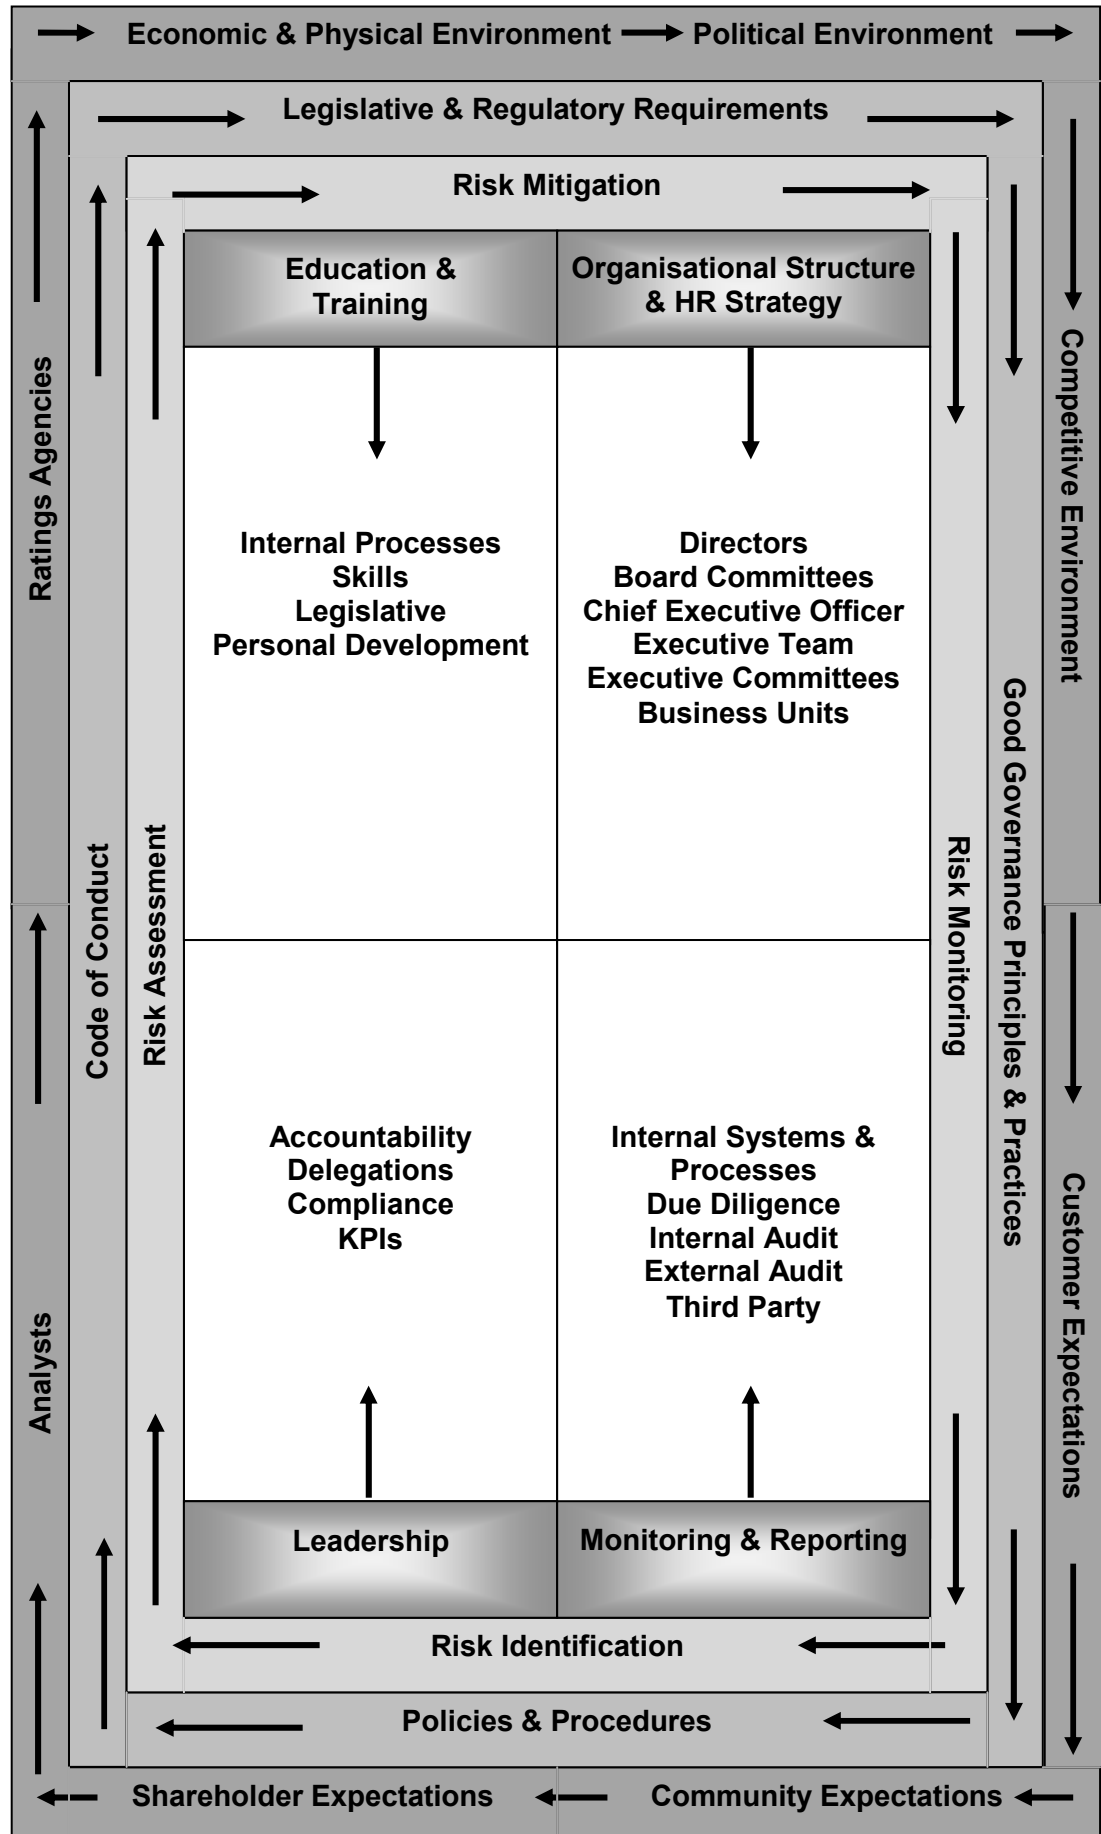 Economic & Physical Environment
Political Environment
Legislative & Regulatory Requirements
Risk Mitigation
Education &
Training
Organisational Structure
& HR Strategy
Internal Processes
Skills
Legislative
Personal Development
Directors
Board Committees
Chief Executive Officer
Executive Team
Executive Committees
Business Units
Ratings Agencies
Analysts
Code of Conduct
Risk Assessment
Risk Monitoring
Good Governance Principles & Practices
Competitive Environment
Customer Expectations
Accountability
Delegations
Compliance
KPIs
Internal Systems &
Processes
Due Diligence
Internal Audit
External Audit
Third Party
Leadership
Monitoring & Reporting
Risk Identification
Policies & Procedures
Shareholder Expectations
Community Expectations